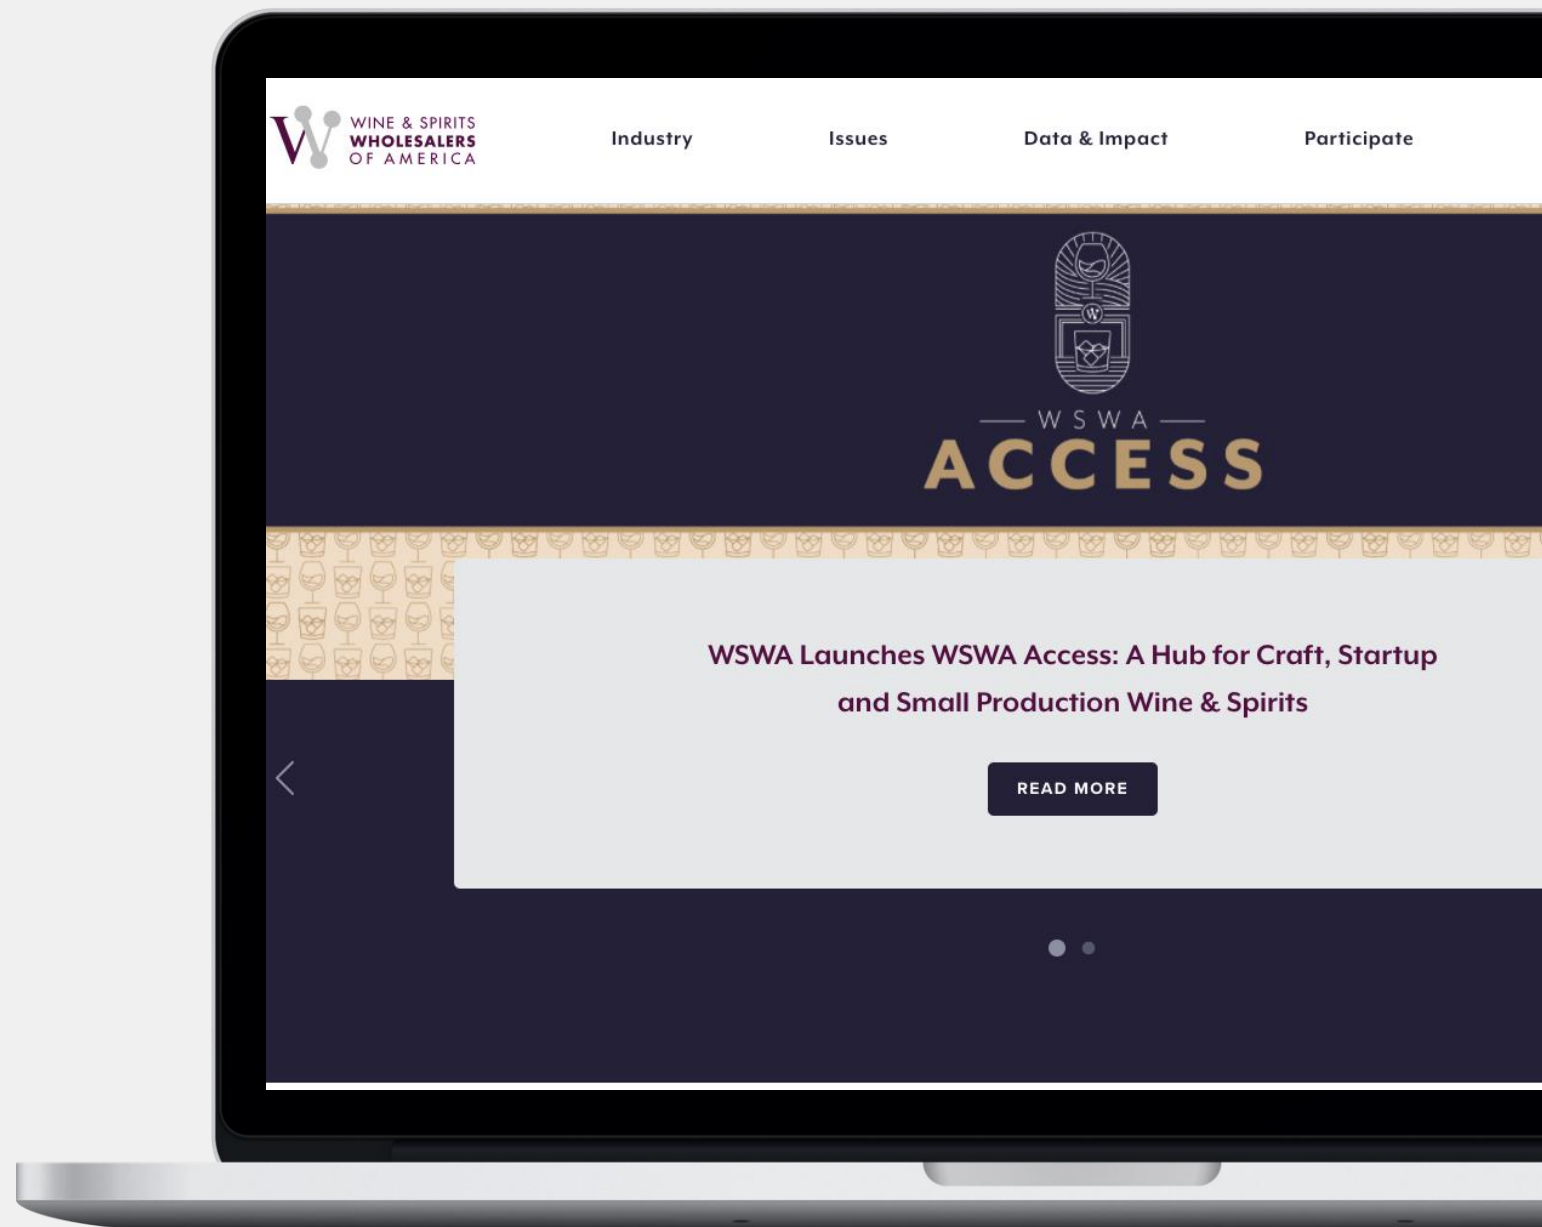 WINE & SPIRITS
WHOLESALERS
OF AMERICA
Industry
Issues
Data & Impact
Participate
W
WSWA
ACCESS
WSWA Launches WSWA Access: A Hub for Craft, Startup
and Small Production Wine & Spirits
READ MORE